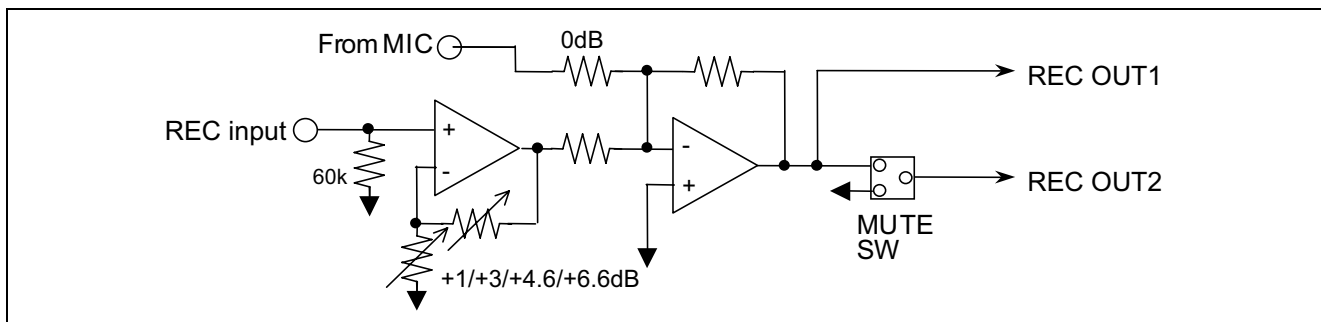 From MIC
0dB
REC OUT1
REC input
+
-
-
+
60k
REC OUT2
MUTE
SW
+1/+3/+4.6/+6.6dB